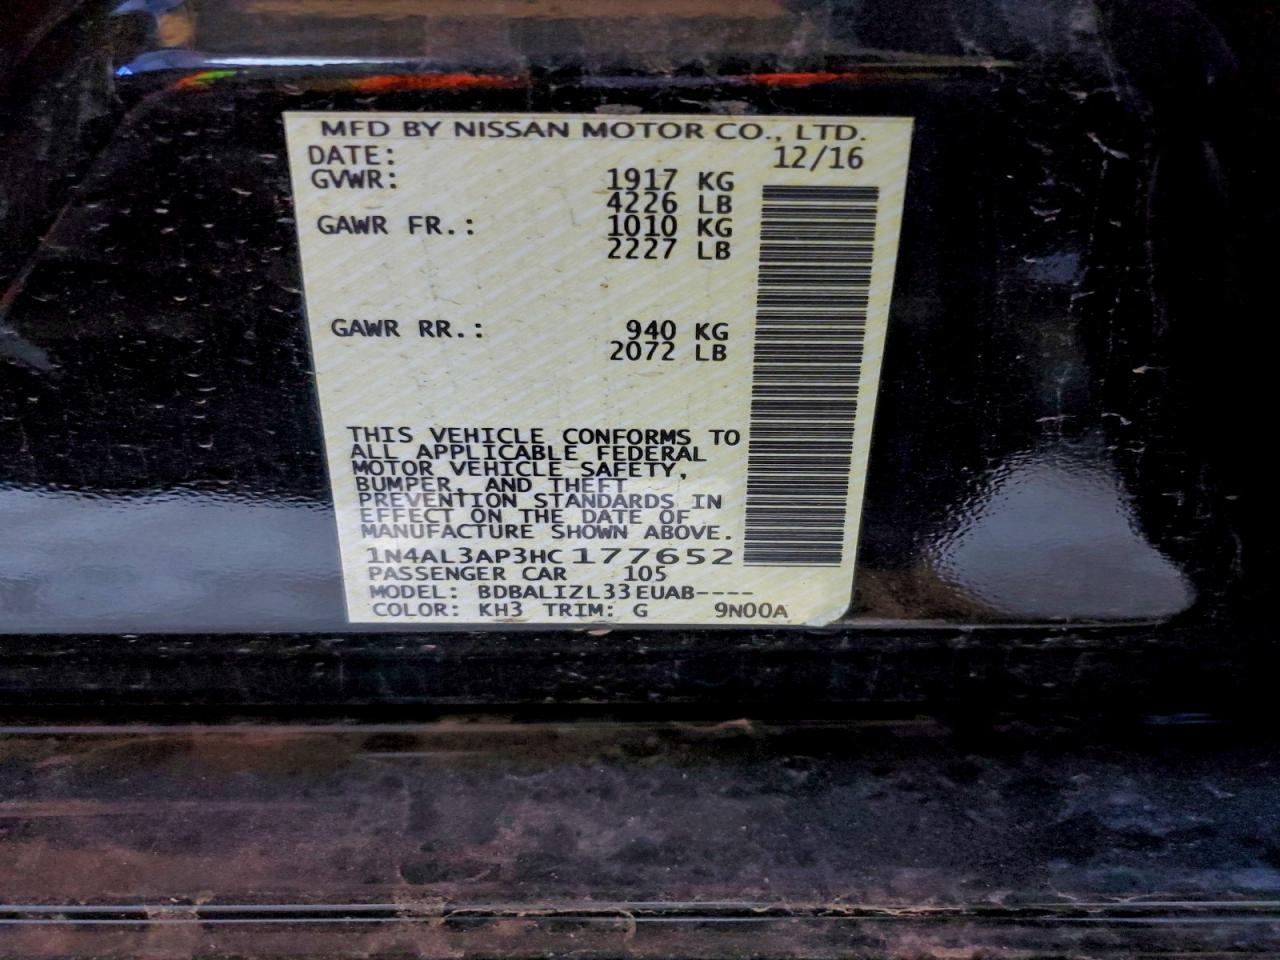 MFD BY NISSAN MOTOR CO., LTD.
DATE: 12/16
GVWR: 1917 KG
4226 LB
GAWR FR.: 1010 KG
2227 LB
GAWR RR.: 940 KG
2072 LB
THIS VEHICLE CONFORMS TO
ALL APPLICABLE FEDERAL
MOTOR VEHICLE SAFETY,
BUMPER, AND THEFT
PREVENTION STANDARDS IN
EFFECT ON THE DATE OF
MANUFACTURE SHOWN ABOVE.
1N4AL3AP3HC177652
PASSENGER CAR 105
MODEL: BDBALIZL33EUAB----
COLOR: KH3 TRIM: G 9N00A